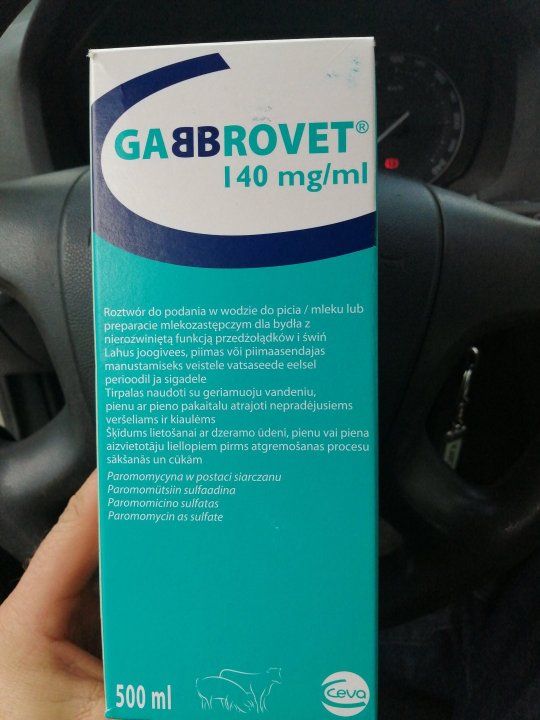 GABBROVET®
140 mg/ml
Roztwór do podania w wodzie do picia / mleku lub
preparacie mlekozastępczym dla bydła z
nierozwiniętą funkcją przedżołądków i świń
Lahus joogivees, piimas või piimaasendajas
manustamiseks veistele vatsaseede eelsel
perioodil ja sigadele
Tirpalas naudoti su geriamuoju vandeniu,
pienu ar pieno pakaitalu atrajoti nepradėjusiems
veršeliams ir kiaulėms
Šķīdums lietošanai ar dzeramo ūdeni, pienu vai piena
aizvietotāju liellopiem pirms atgremošanas procesu
sākšanās un cūkām
Paromomycyna w postaci siarczanu
Paromomütsiin sulfaadina
Paromomicino sulfatas
Paromomycin as sulfate
500 ml
ceva